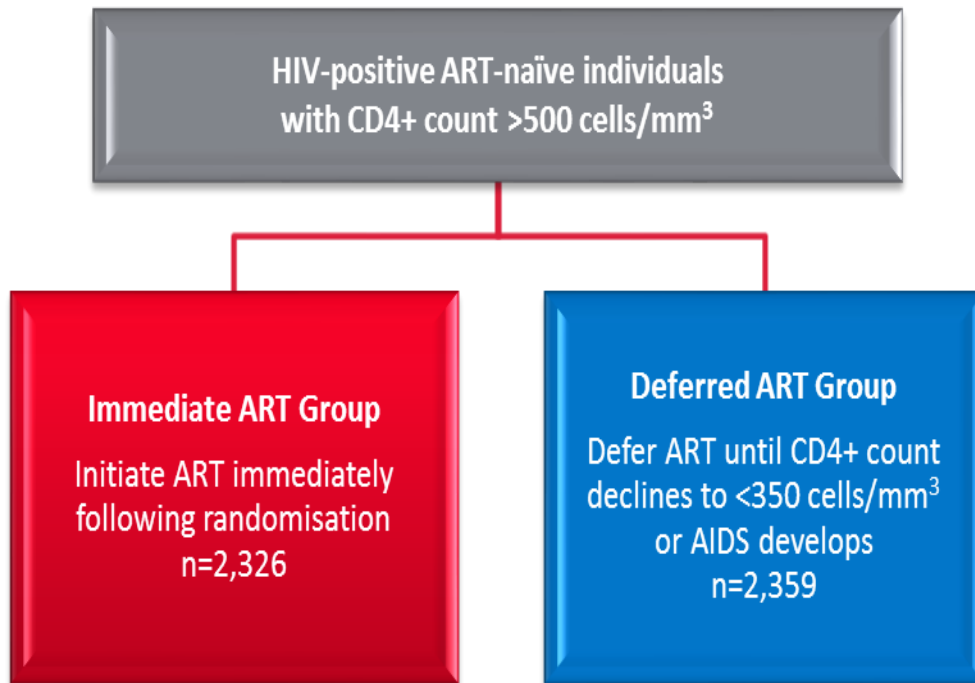 HIV-positive ART-naïve individuals
with CD4+ count >500 cells/mm³
Immediate ART Group
Initiate ART immediately
following randomisation
n=2,326
Deferred ART Group
Defer ART until CD4+ count
declines to <350 cells/mm³
or AIDS develops
n=2,359